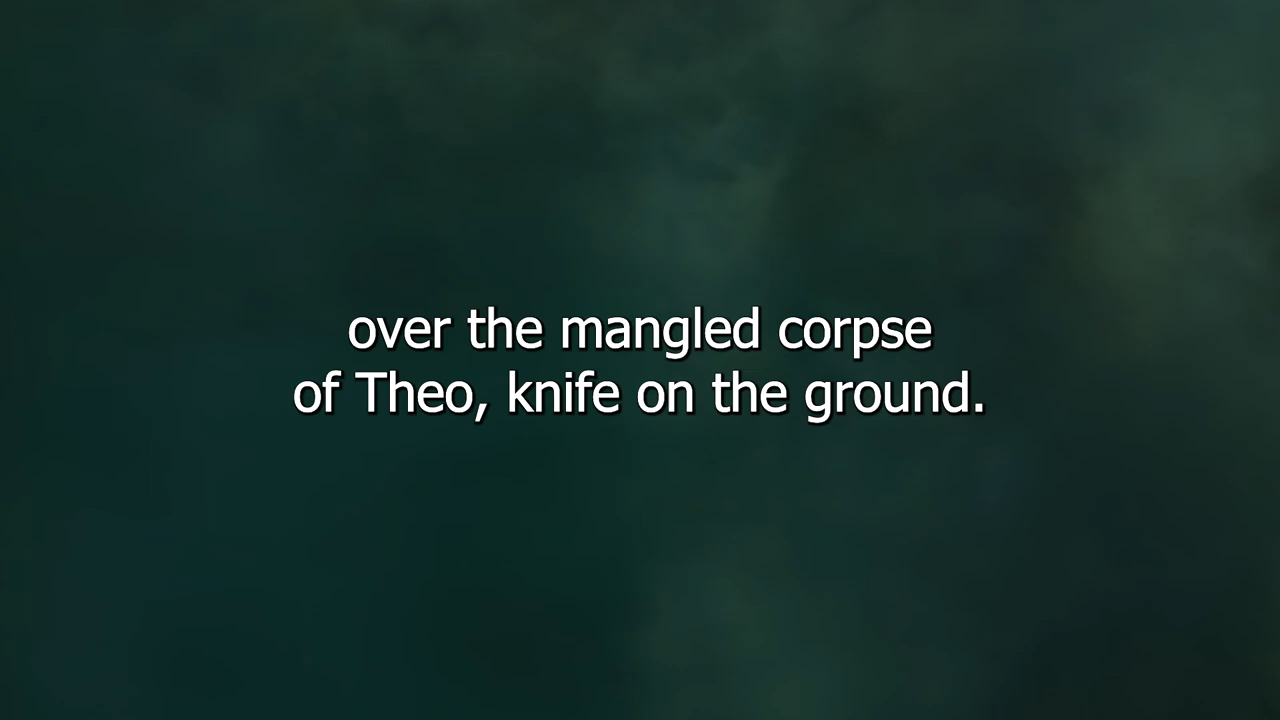 over the mangled corpse
of Theo, knife on the ground.